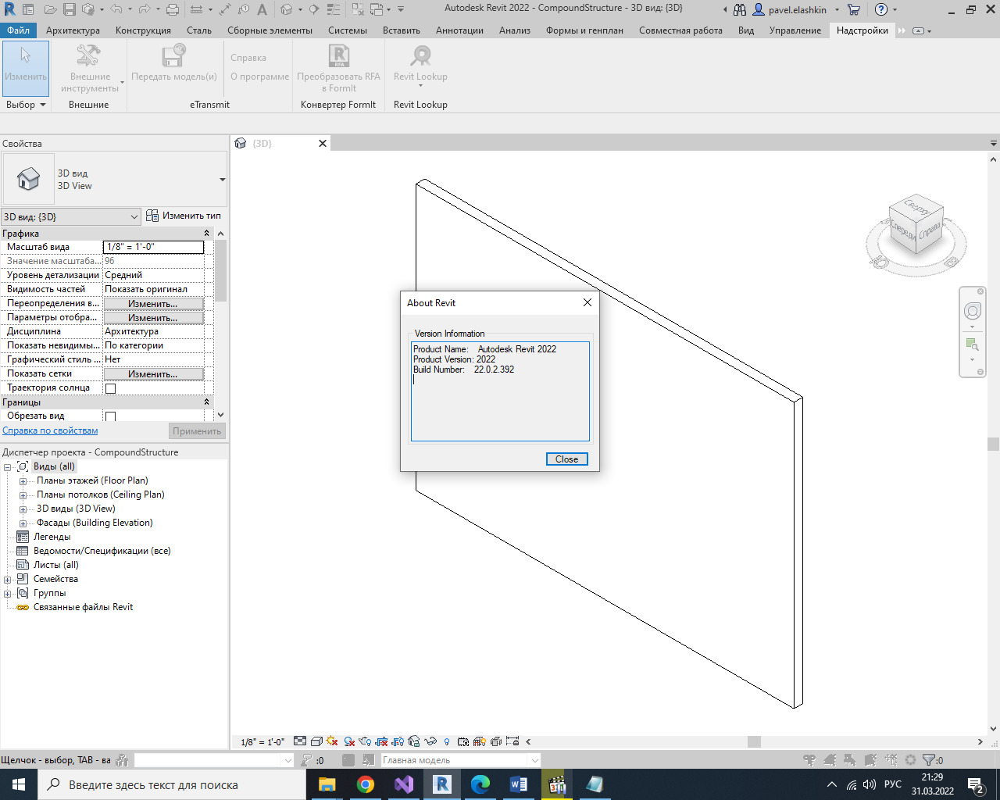 Autodesk Revit 2022 - CompoundStructure - 3D вид: {3D}
pavel.elashkin
Файл
Архитектура
Конструкция
Сталь
Сборные элементы
Системы
Вставить
Аннотации
Анализ
Формы и генплан
Совместная работа
Вид
Управление
Надстройки
Изменить
Внешние
инструменты
Передать модель(и)
Справка
О программе
RFA
Преобразовать RFA
в FormIt
Revit Lookup
Выбор
Внешние
eTransmit
Конвертер FormIt
Revit Lookup
Свойства
{3D}
3D вид
3D View
3D вид: {3D}
Изменить тип
Графика
Масштаб вида 1/8" = 1'-0"
Значение масштаба... 96
Уровень детализации Средний
Видимость частей Показать оригинал
Переопределения в... Изменить...
Параметры отобра... Изменить...
Дисциплина Архитектура
Показать невидимы... По категории
Графический стиль ... Нет
Показать сетки Изменить...
Траектория солнца
Границы
Обрезать вид
Справка по свойствам
Применить
Диспетчер проекта - CompoundStructure
Виды (all)
Планы этажей (Floor Plan)
Планы потолков (Ceiling Plan)
3D виды (3D View)
Фасады (Building Elevation)
Легенды
Ведомости/Спецификации (все)
Листы (all)
Семейства
Группы
Связанные файлы Revit
Сверху
Спереди
Справа
Ю
В
About Revit
Version Information
Product Name: Autodesk Revit 2022
Product Version: 2022
Build Number: 22.0.2.392
Close
1/8" = 1'-0"
Щелчок - выбор, TAB - ва
:0
Главная модель
:0
Введите здесь текст для поиска
РУС
21:29
31.03.2022
2